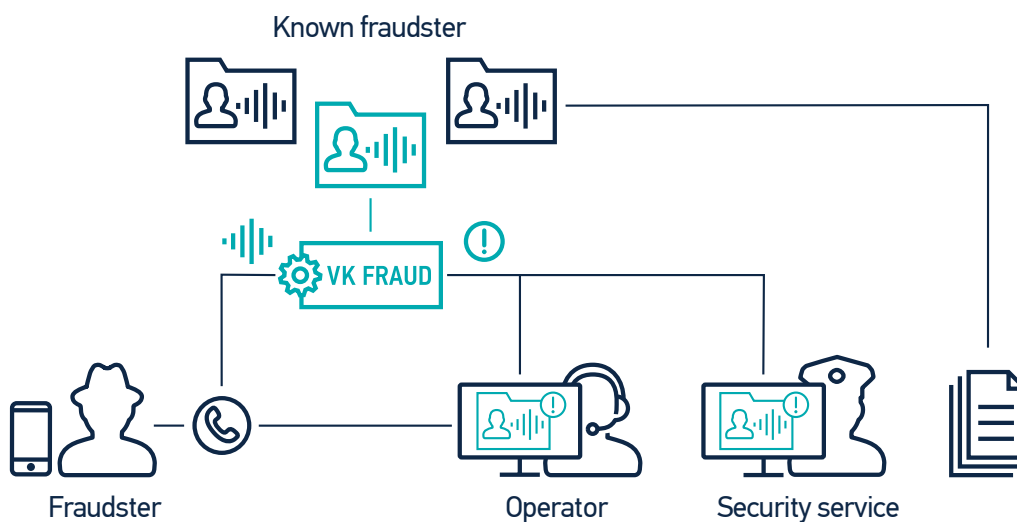 Known fraudster
VK FRAUD
Fraudster
Operator
Security service